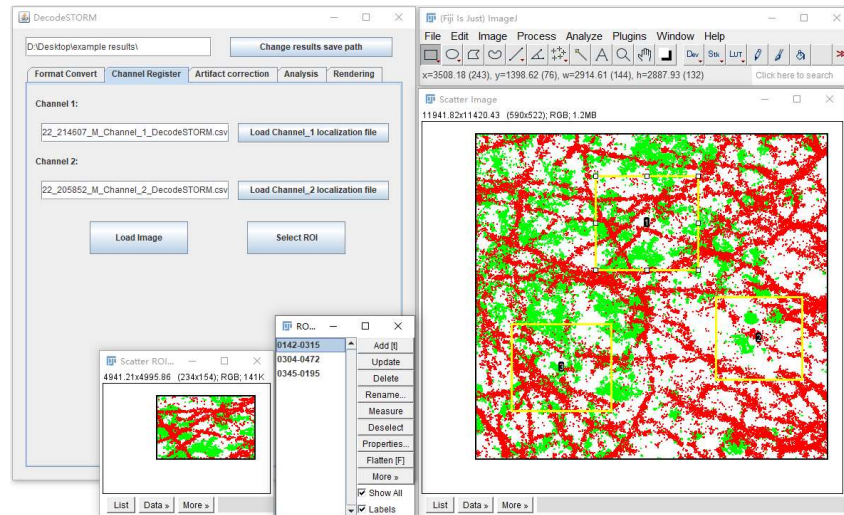 DecodeSTORM
D:\Desktop\example results\
Change results save path
Format Convert
Channel Register
Artifact correction
Analysis
Rendering
Channel 1:
22_214607_M_Channel_1_DecodeSTORM.csv
Load Channel_1 localization file
Channel 2:
22_205852_M_Channel_2_DecodeSTORM.csv
Load Channel_2 localization file
Load Image
Select ROI
Scatter ROI...
4941.21x4995.86 (234x154); RGB; 141K
List
Data »
More »
RO...
0142-0315
0304-0472
0345-0195
Add [t]
Update
Delete
Rename...
Measure
Deselect
Properties...
Flatten [F]
More »
Show All
Labels
(Fiji Is Just) ImageJ
File Edit Image Process Analyze Plugins Window Help
Dev
Stk
LUT
x=3508.18 (243), y=1398.62 (76), w=2914.61 (144), h=2887.93 (132)
Click here to search
Scatter Image
11941.82x11420.43 (590x522); RGB; 1.2MB
1
2
3
List
Data »
More »